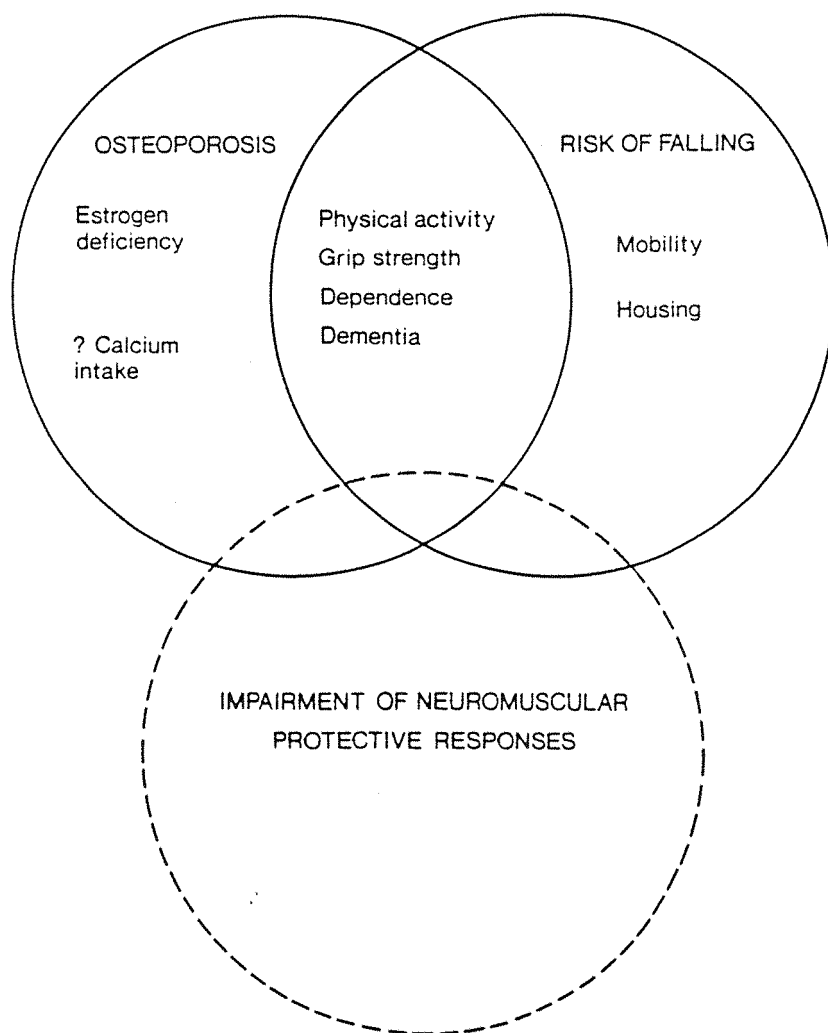 OSTEOPOROSIS
RISK OF FALLING
Estrogen
deficiency
? Calcium
intake
Physical activity
Grip strength
Dependence
Dementia
Mobility
Housing
IMPAIRMENT OF NEUROMUSCULAR
PROTECTIVE RESPONSES